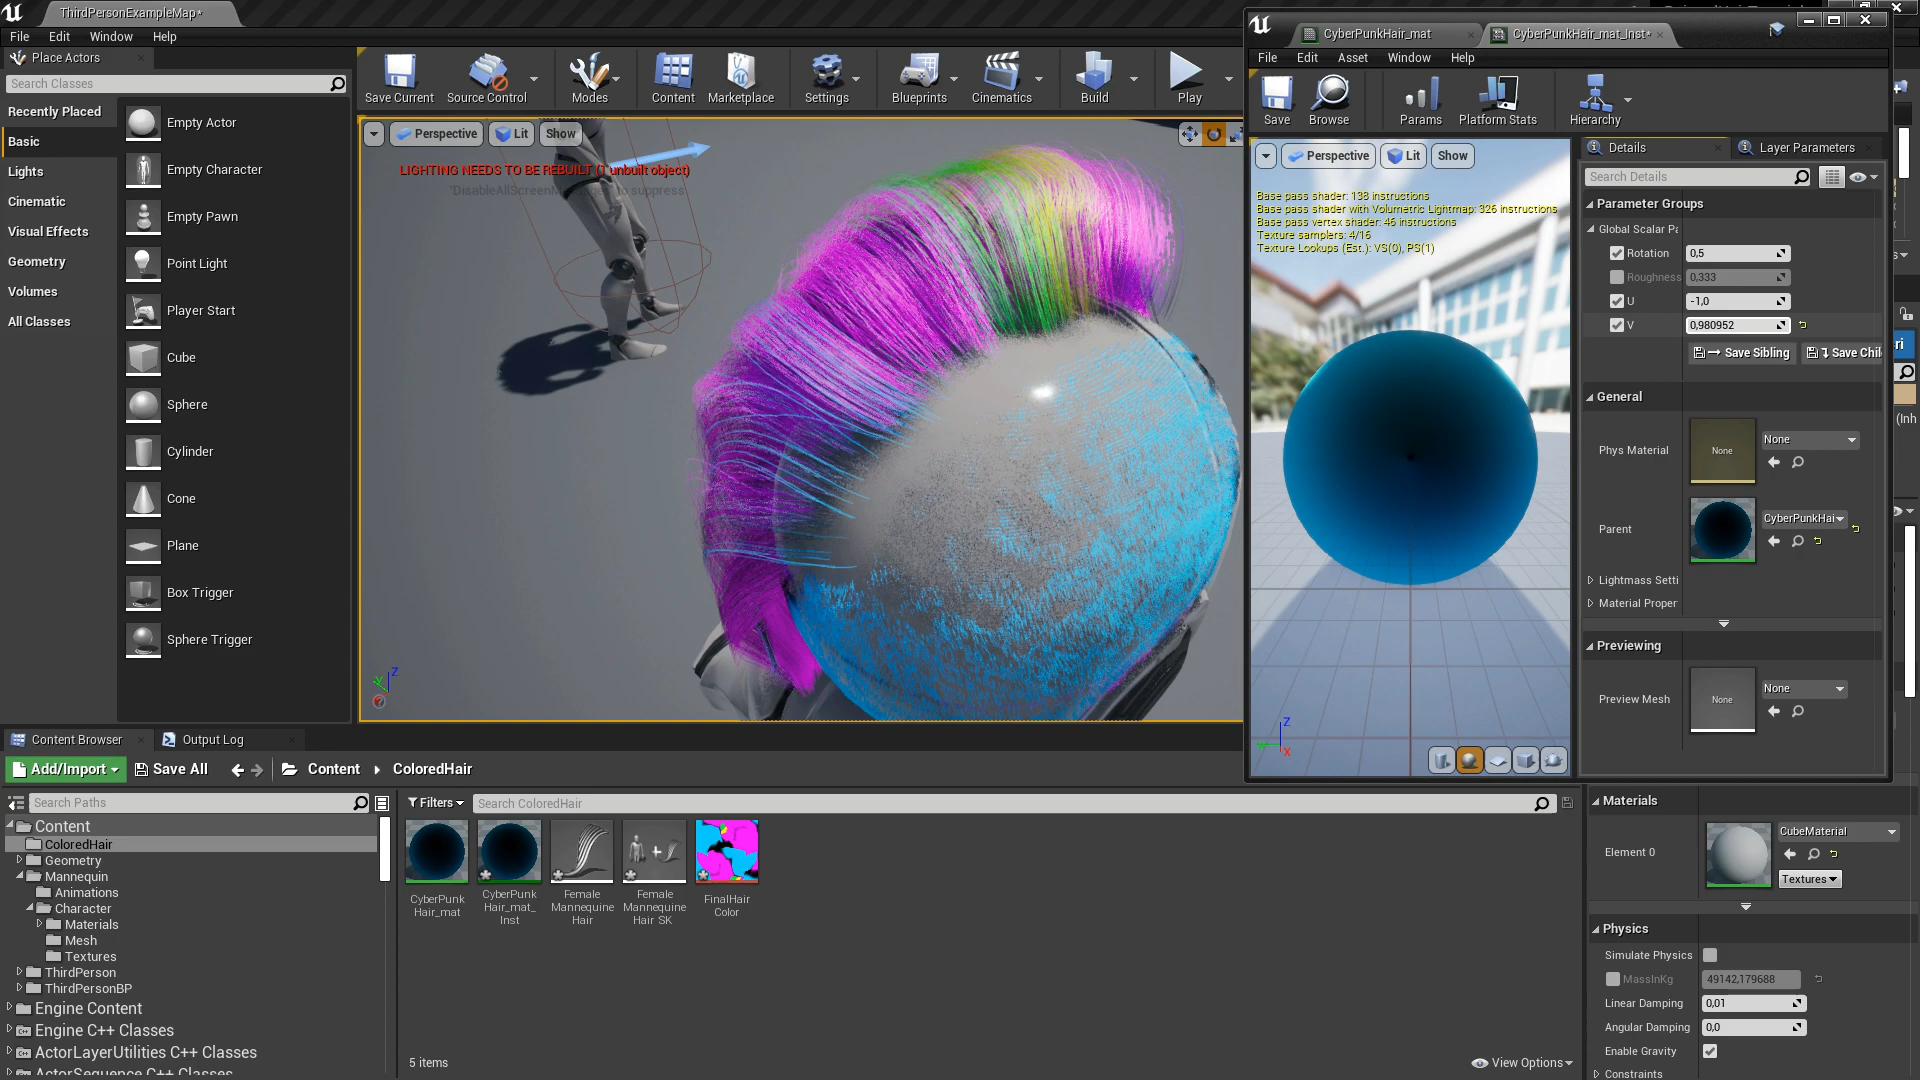 ThirdPersonExampleMap*
File Edit Window Help
Place Actors
Search Classes
Recently Placed
Basic
Lights
Cinematic
Visual Effects
Geometry
Volumes
All Classes
Empty Actor
Empty Character
Empty Pawn
Point Light
Player Start
Cube
Sphere
Cylinder
Cone
Plane
Box Trigger
Sphere Trigger
Save Current Source Control Modes Content Marketplace Settings Blueprints Cinematics Build Play
Perspective Lit Show
LIGHTING NEEDS TO BE REBUILT (1 unbuilt object)
to suppress
Z
CyberPunkHair_mat CyberPunkHair_mat_Inst*
File Edit Asset Window Help
Save Browse Params Platform Stats Hierarchy
Perspective Lit Show
Base pass shader: 138 instructions
Base pass shader with Volumetric Lightmap: 326 instructions
Base pass vertex shader: 46 instructions
Texture samplers: 4/16
Texture Lookups (Est.): VS(0), PS(1)
Z
X
Details Layer Parameters
Search Details
Parameter Groups
Global Scalar Pa
Rotation 0,5
Roughness 0,333
U -1,0
V 0,980952
Save Sibling Save Chil
General
Phys Material None None
Parent CyberPunkHai
Lightmass Setti
Material Proper
Previewing
Preview Mesh None None
(Inh
Materials
Element 0 CubeMaterial
Textures
Physics
Simulate Physics
MassInKg 49142,179688
Linear Damping 0,01
Angular Damping 0,0
Enable Gravity
Constraints
Content Browser Output Log
Add/Import Save All Content ColoredHair
Search Paths
Content
ColoredHair
Geometry
Mannequin
Animations
Character
Materials
Mesh
Textures
ThirdPerson
ThirdPersonBP
Engine Content
Engine C++ Classes
ActorLayerUtilities C++ Classes
ActorSequence C++ Classes
Filters Search ColoredHair
CyberPunk
Hair_mat
CyberPunk
Hair_mat_
Inst
Female
Mannequine
Hair
Female
Mannequine
Hair SK
FinalHair
Color
5 items
View Options